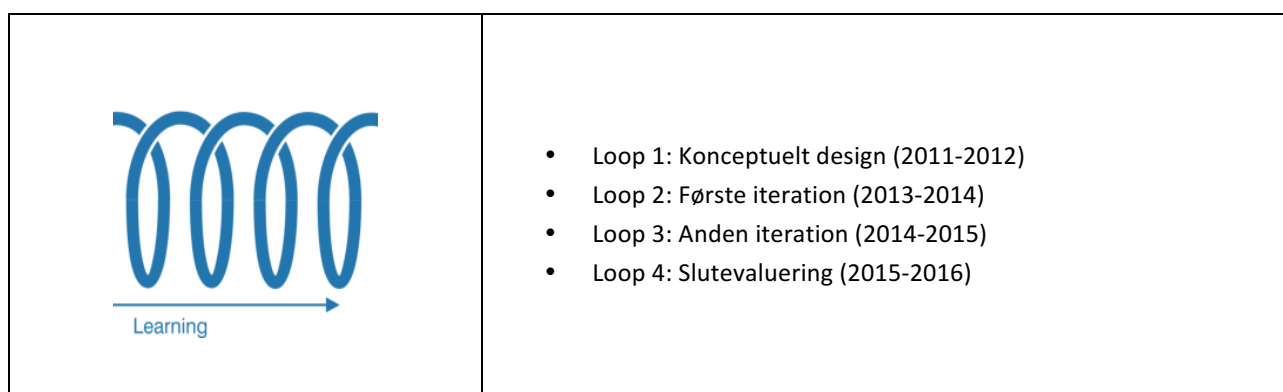 Learning
• Loop 1: Konceptuelt design (2011-2012)
• Loop 2: Første iteration (2013-2014)
• Loop 3: Anden iteration (2014-2015)
• Loop 4: Slutevaluering (2015-2016)